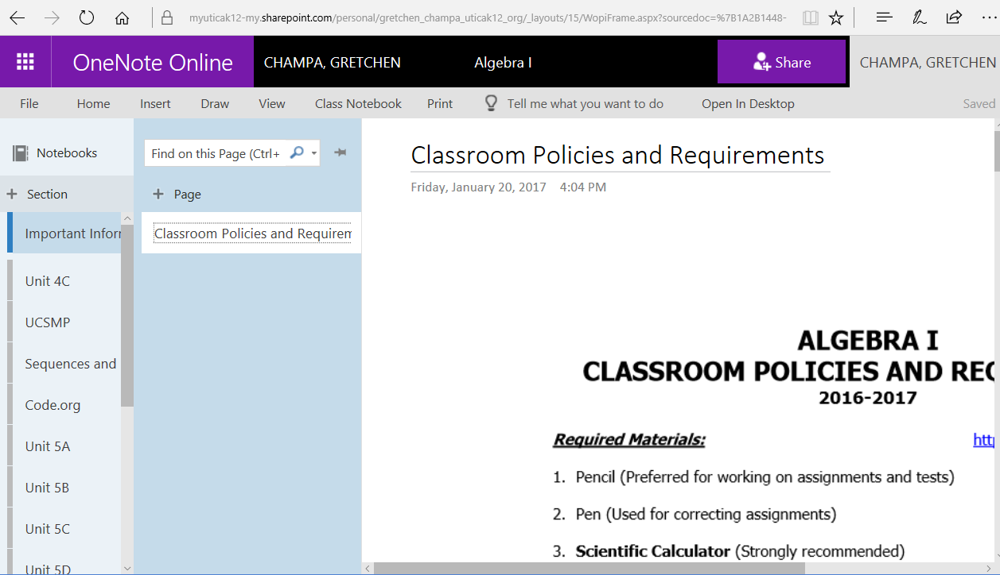 myuticak12-my.sharepoint.com/personal/gretchen_champa_uticak12_org/_layouts/15/WopiFrame.aspx?sourcedoc=%7B1A2B1448-
OneNote Online CHAMPA, GRETCHEN Algebra I Share CHAMPA, GRETCHEN
File Home Insert Draw View Class Notebook Print Tell me what you want to do Open In Desktop Saved
Notebooks
Section
Important Infor
Unit 4C
UCSMP
Sequences and
Code.org
Unit 5A
Unit 5B
Unit 5C
Unit 5D
Find on this Page (Ctrl+
Page
Classroom Policies and Requirem
Classroom Policies and Requirements
Friday, January 20, 2017 4:04 PM
ALGEBRA I
CLASSROOM POLICIES AND REQ
2016-2017
Required Materials: http
1. Pencil (Preferred for working on assignments and tests)
2. Pen (Used for correcting assignments)
3. Scientific Calculator (Strongly recommended)